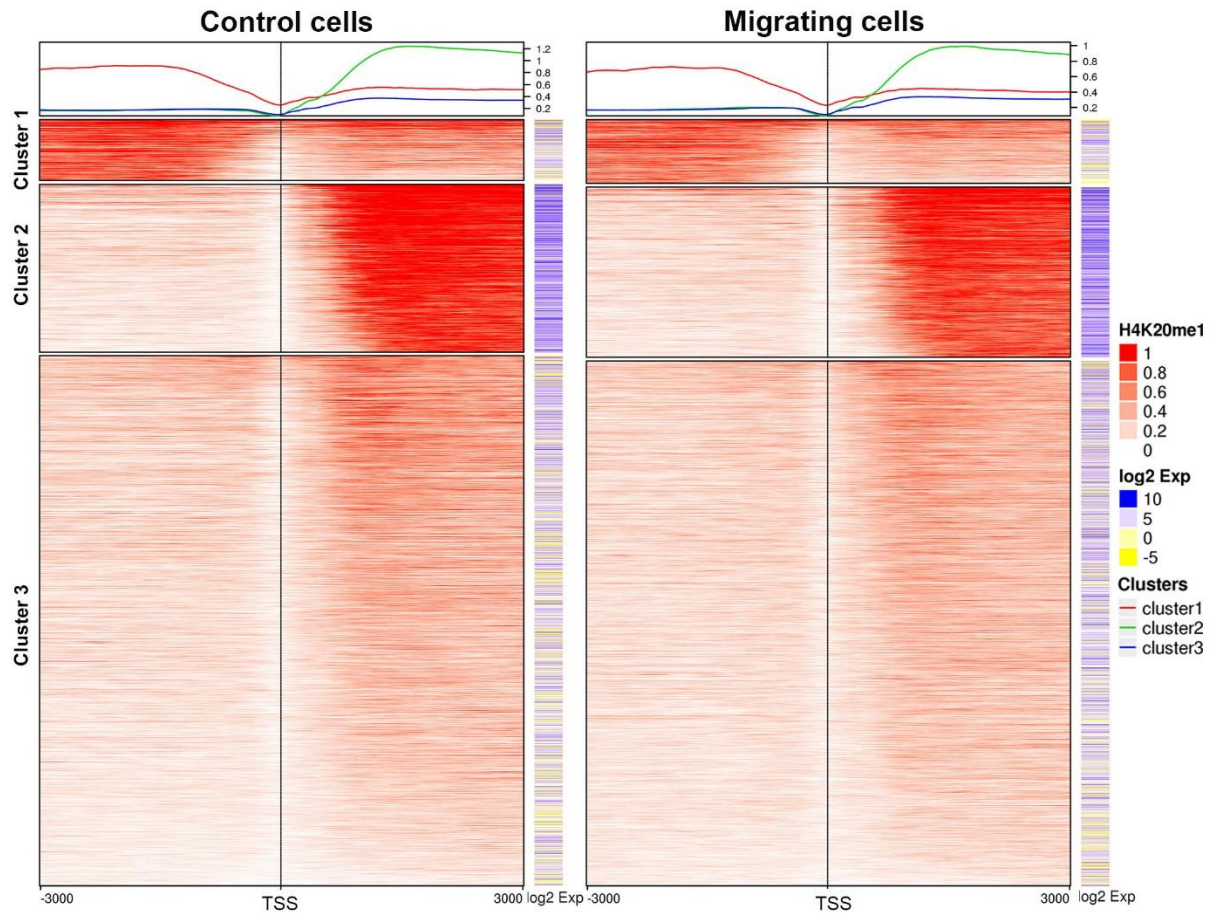 Control cells
Migrating cells
1.2
1
0.8
0.6
0.4
0.2
1
0.8
0.6
0.4
0.2
Cluster 1
Cluster 2
Cluster 3
H4K20me1
1
0.8
0.6
0.4
0.2
0
log2 Exp
10
5
0
-5
Clusters
cluster1
cluster2
cluster3
-3000
TSS
3000
log2 Exp
-3000
TSS
3000
log2 Exp